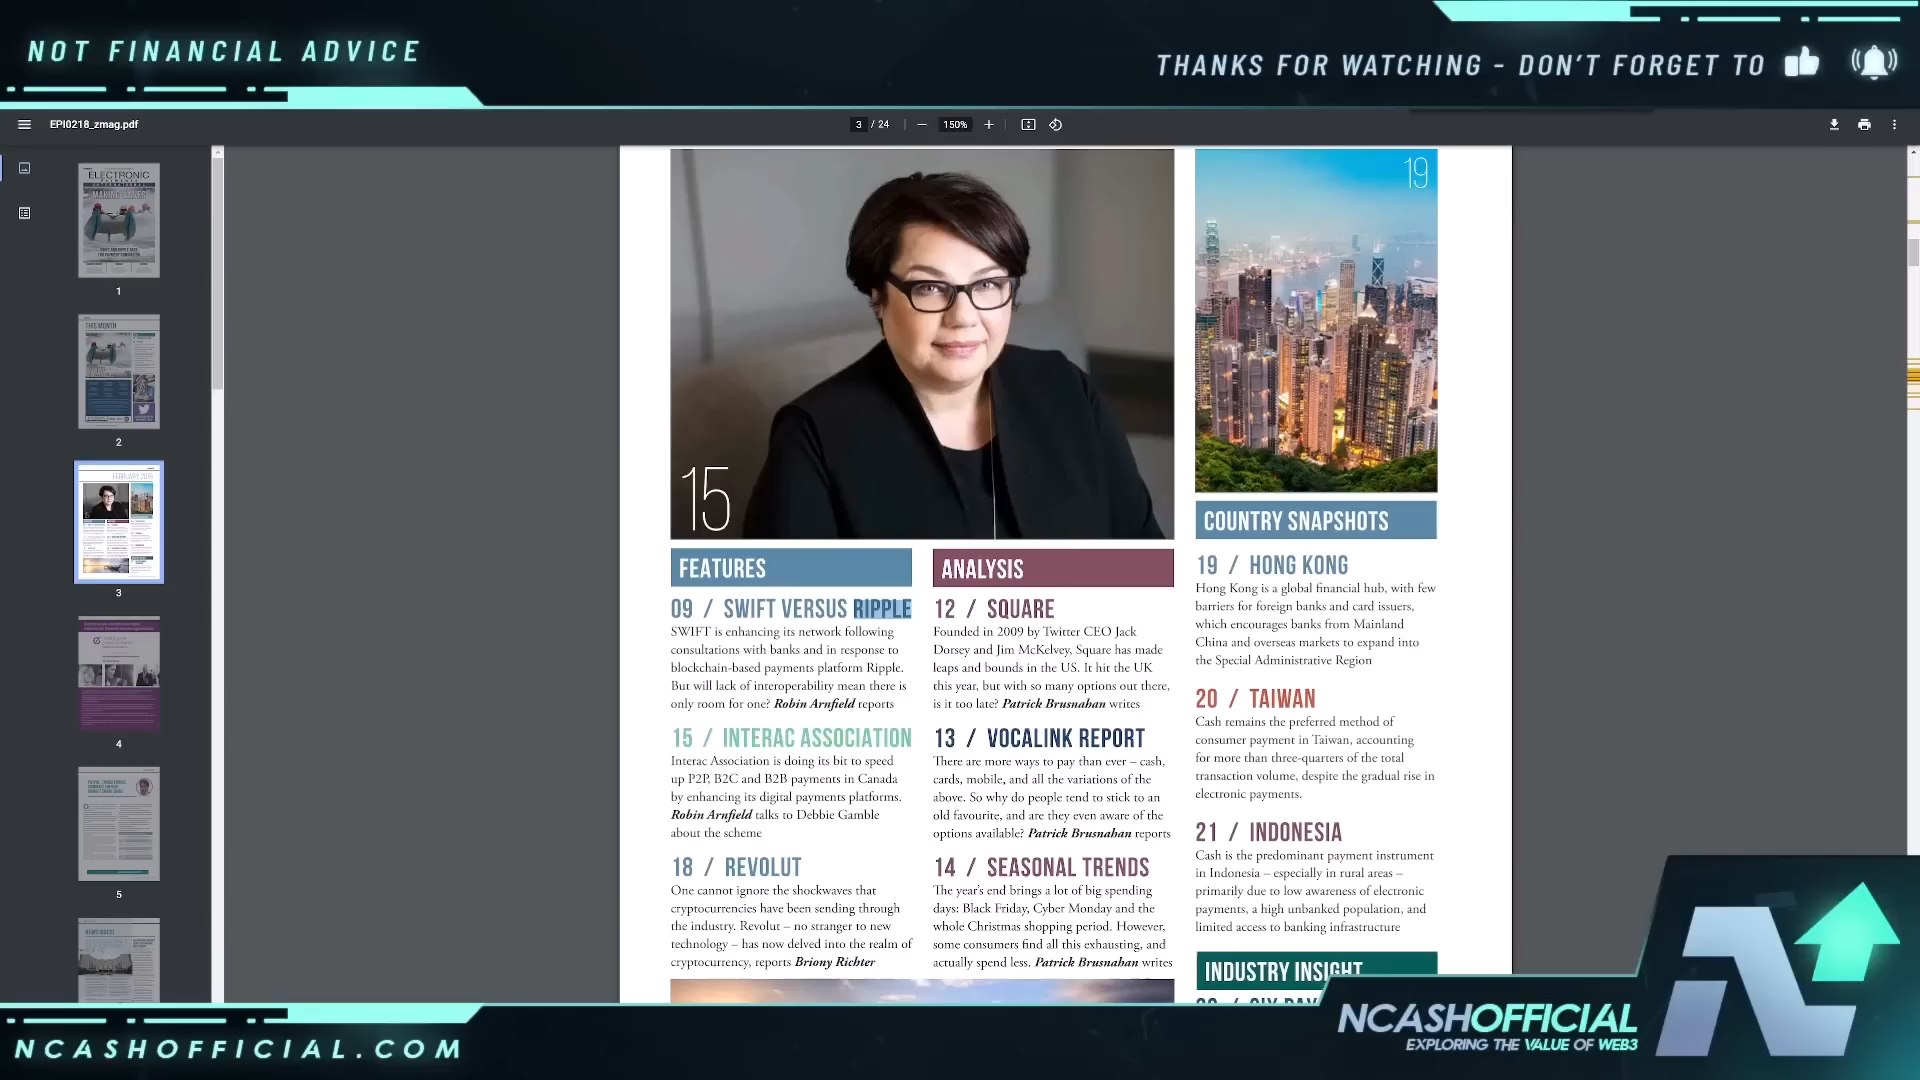 NOT FINANCIAL ADVICE
THANKS FOR WATCHING - DON'T FORGET TO
EPI0218_zmag.pdf
3 / 24
150%
ELECTRONIC
1
THIS MONTH
2
FEBRUARY 2018
3
4
5
15
19
FEATURES
09 / SWIFT VERSUS RIPPLE
SWIFT is enhancing its network following
consultations with banks and in response to
blockchain-based payments platform Ripple.
But will lack of interoperability mean there is
only room for one? Robin Arnfield reports
15 / INTERAC ASSOCIATION
Interac Association is doing its bit to speed
up P2P, B2C and B2B payments in Canada
by enhancing its digital payments platforms.
Robin Arnfield talks to Debbie Gamble
about the scheme
18 / REVOLUT
One cannot ignore the shockwaves that
cryptocurrencies have been sending through
the industry. Revolut – no stranger to new
technology – has now delved into the realm of
cryptocurrency, reports Briony Richter
ANALYSIS
12 / SQUARE
Founded in 2009 by Twitter CEO Jack
Dorsey and Jim McKelvey, Square has made
leaps and bounds in the US. It hit the UK
this year, but with so many options out there,
is it too late? Patrick Brusnahan writes
13 / VOCALINK REPORT
There are more ways to pay than ever – cash,
cards, mobile, and all the variations of the
above. So why do people tend to stick to an
old favourite, and are they even aware of the
options available? Patrick Brusnahan reports
14 / SEASONAL TRENDS
The year's end brings a lot of big spending
days: Black Friday, Cyber Monday and the
whole Christmas shopping period. However,
some consumers find all this exhausting, and
actually spend less. Patrick Brusnahan writes
COUNTRY SNAPSHOTS
19 / HONG KONG
Hong Kong is a global financial hub, with few
barriers for foreign banks and card issuers,
which encourages banks from Mainland
China and overseas markets to expand into
the Special Administrative Region
20 / TAIWAN
Cash remains the preferred method of
consumer payment in Taiwan, accounting
for more than three-quarters of the total
transaction volume, despite the gradual rise in
electronic payments.
21 / INDONESIA
Cash is the predominant payment instrument
in Indonesia – especially in rural areas –
primarily due to low awareness of electronic
payments, a high unbanked population, and
limited access to banking infrastructure
INDUSTRY INSIGHT
NCASHOFFICIAL.COM
NCASHOFFICIAL
EXPLORING THE VALUE OF WEB3